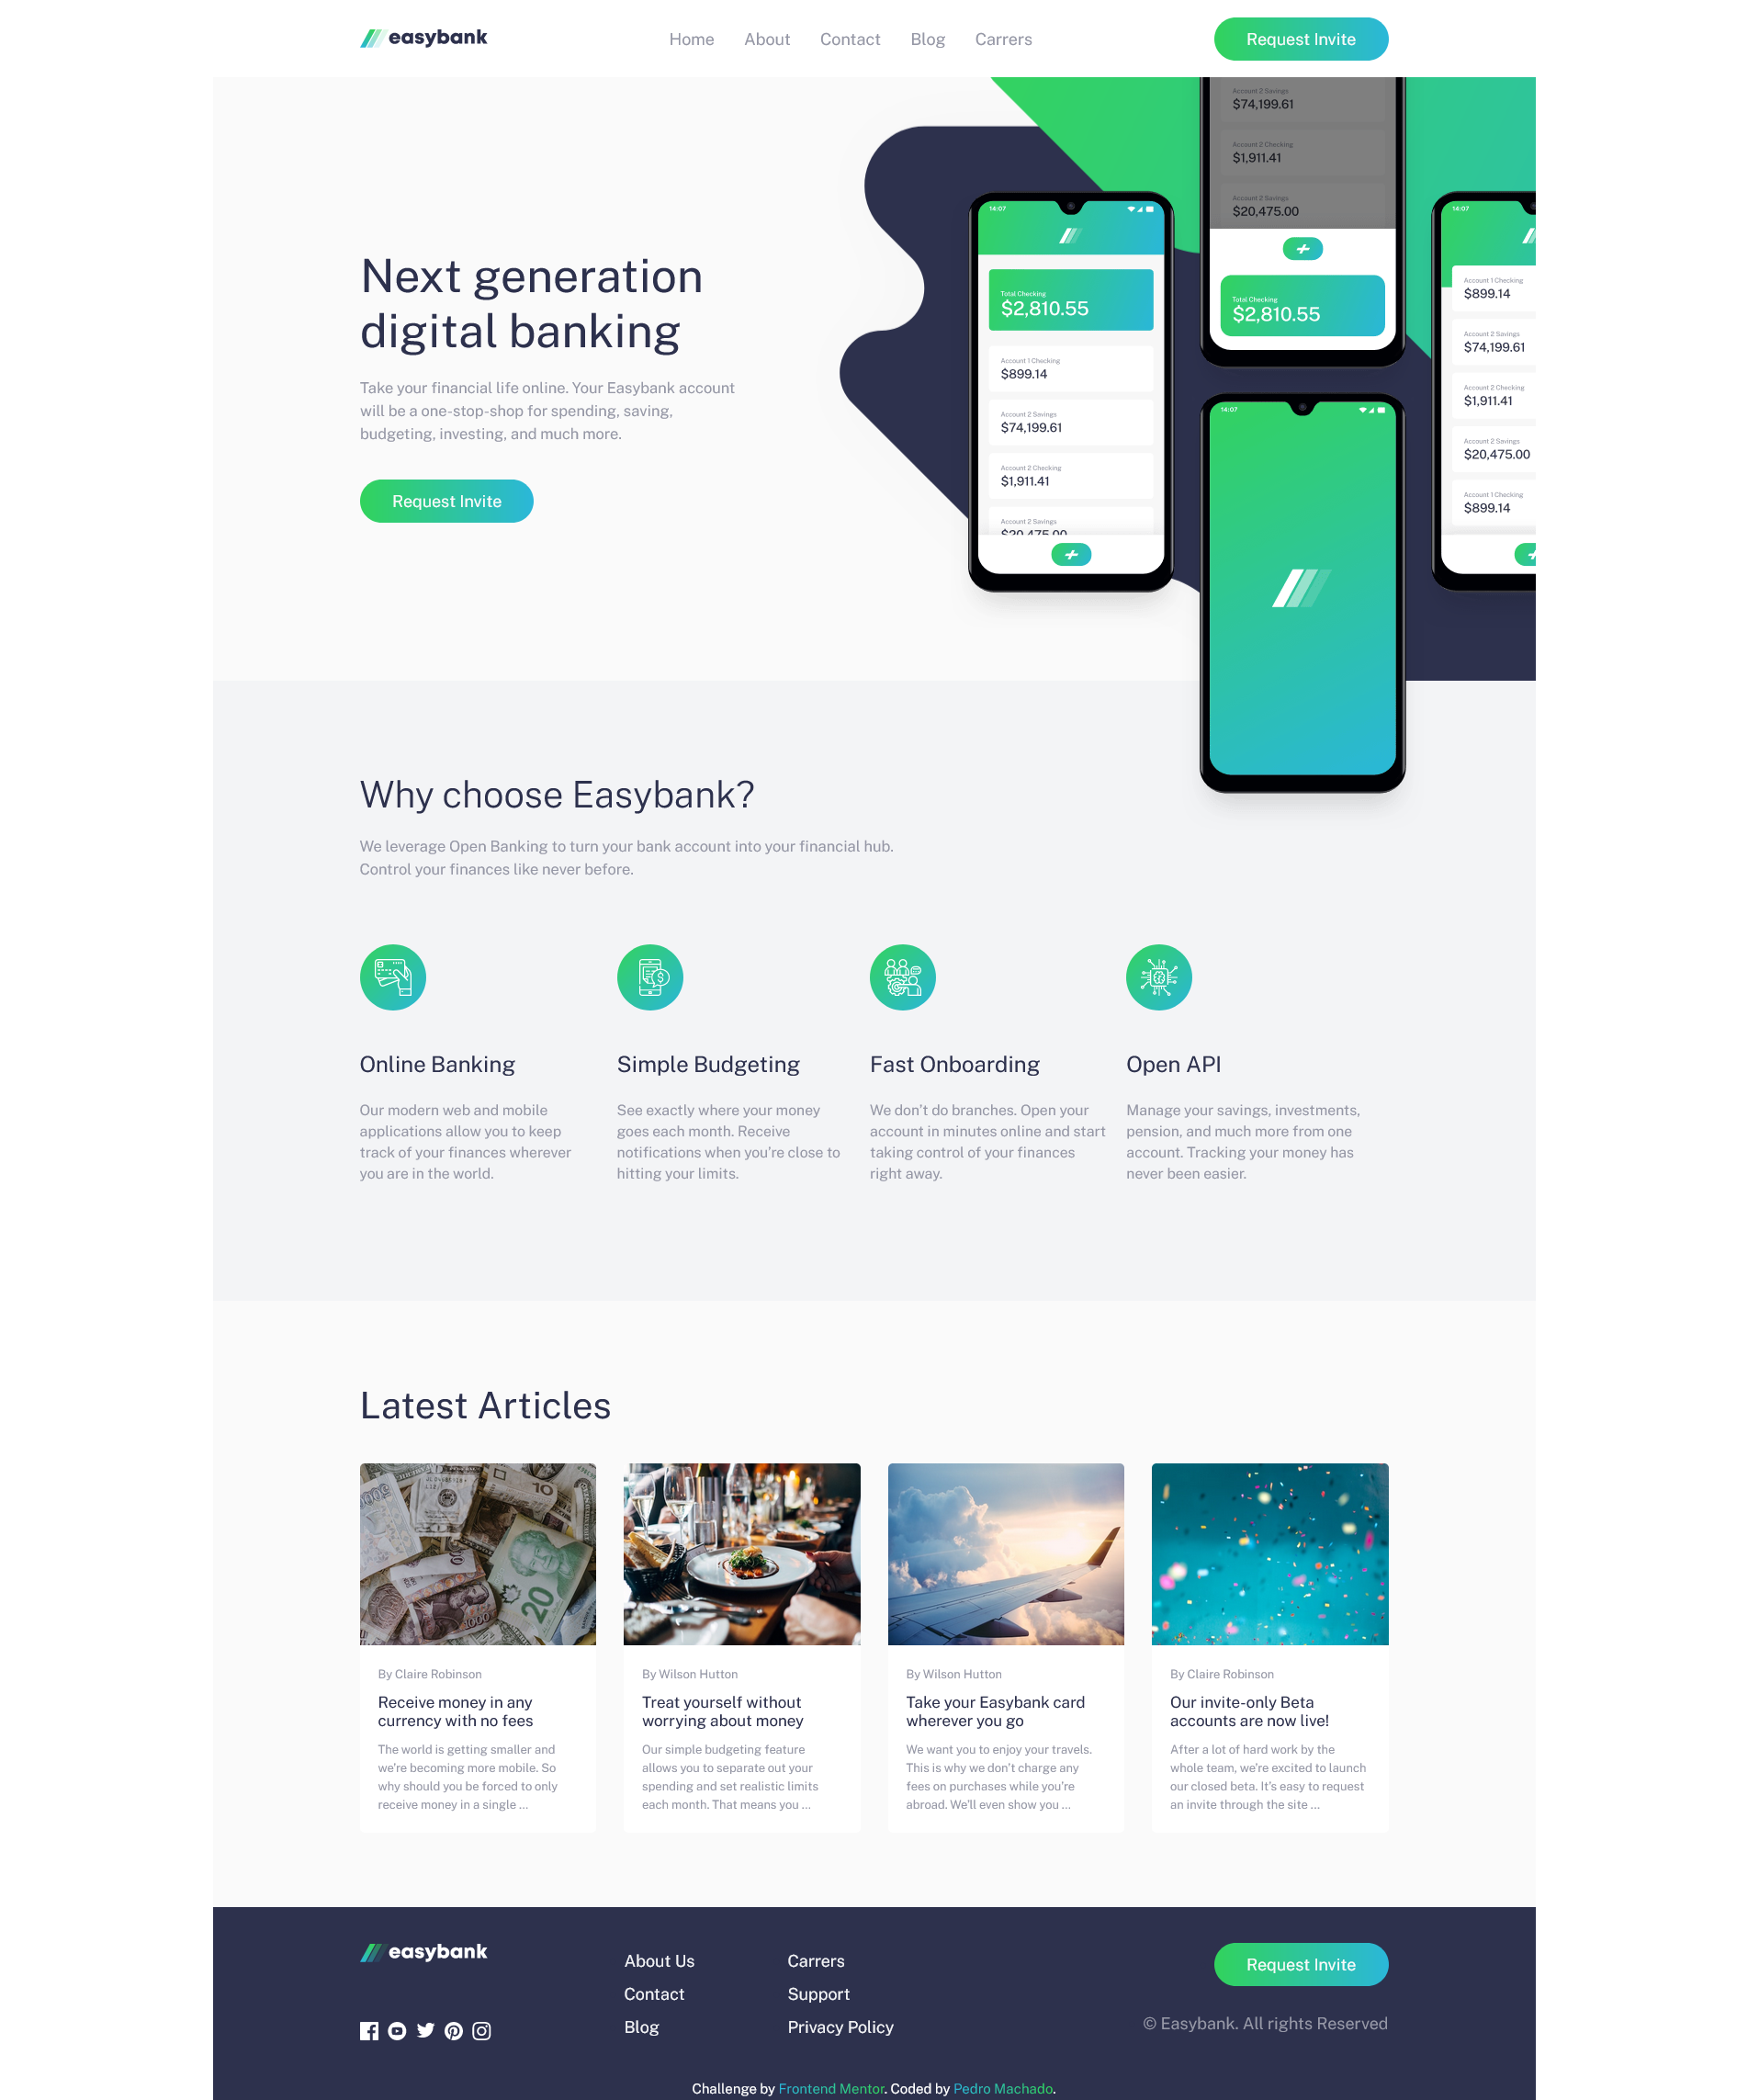 easybank
Home About Contact Blog Carrers
Request Invite
Next generation
digital banking
Take your financial life online. Your Easybank account
will be a one-stop-shop for spending, saving,
budgeting, investing, and much more.
Request Invite
14:07
Total Checking
$2,810.55
Account 1 Checking
$899.14
Account 2 Savings
$74,199.61
Account 2 Checking
$1,911.41
Account 2 Savings
$20,475.00
Account 2 Savings
$74,199.61
Account 2 Checking
$1,911.41
Account 2 Savings
$20,475.00
Total Checking
$2,810.55
14:07
14:07
Account 1 Checking
$899.14
Account 2 Savings
$74,199.61
Account 2 Checking
$1,911.41
Account 2 Savings
$20,475.00
Account 1 Checking
$899.14
Why choose Easybank?
We leverage Open Banking to turn your bank account into your financial hub.
Control your finances like never before.
Online Banking
Our modern web and mobile
applications allow you to keep
track of your finances wherever
you are in the world.
Simple Budgeting
See exactly where your money
goes each month. Receive
notifications when you’re close to
hitting your limits.
Fast Onboarding
We don’t do branches. Open your
account in minutes online and start
taking control of your finances
right away.
Open API
Manage your savings, investments,
pension, and much more from one
account. Tracking your money has
never been easier.
Latest Articles
10
20
1000
By Claire Robinson
Receive money in any
currency with no fees
The world is getting smaller and
we’re becoming more mobile. So
why should you be forced to only
receive money in a single …
By Wilson Hutton
Treat yourself without
worrying about money
Our simple budgeting feature
allows you to separate out your
spending and set realistic limits
each month. That means you …
By Wilson Hutton
Take your Easybank card
wherever you go
We want you to enjoy your travels.
This is why we don’t charge any
fees on purchases while you’re
abroad. We’ll even show you …
By Claire Robinson
Our invite-only Beta
accounts are now live!
After a lot of hard work by the
whole team, we’re excited to launch
our closed beta. It’s easy to request
an invite through the site …
easybank
About Us
Contact
Blog
Carrers
Support
Privacy Policy
Request Invite
© Easybank. All rights Reserved
Challenge by Frontend Mentor. Coded by Pedro Machado.